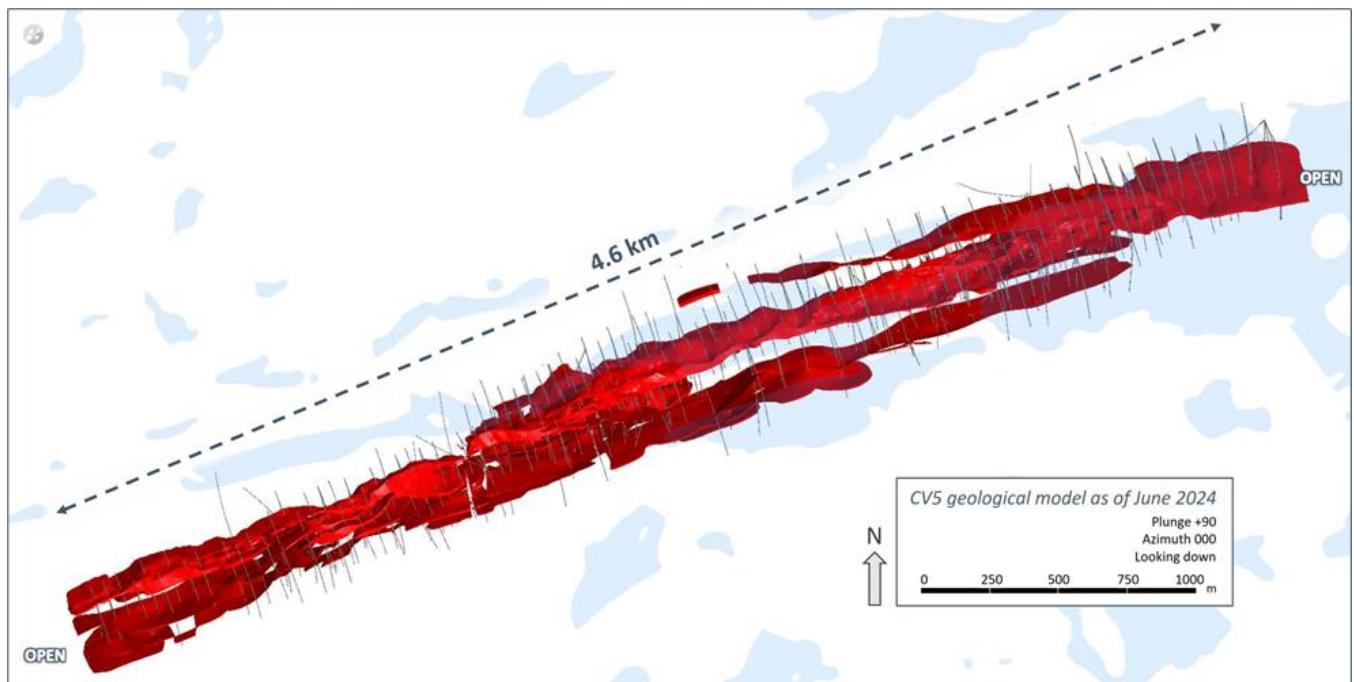 OPEN
4.6 km
CV5 geological model as of June 2024
Plunge +90
N
Azimuth 000
Looking down
0 250 500 750 1000
m
OPEN